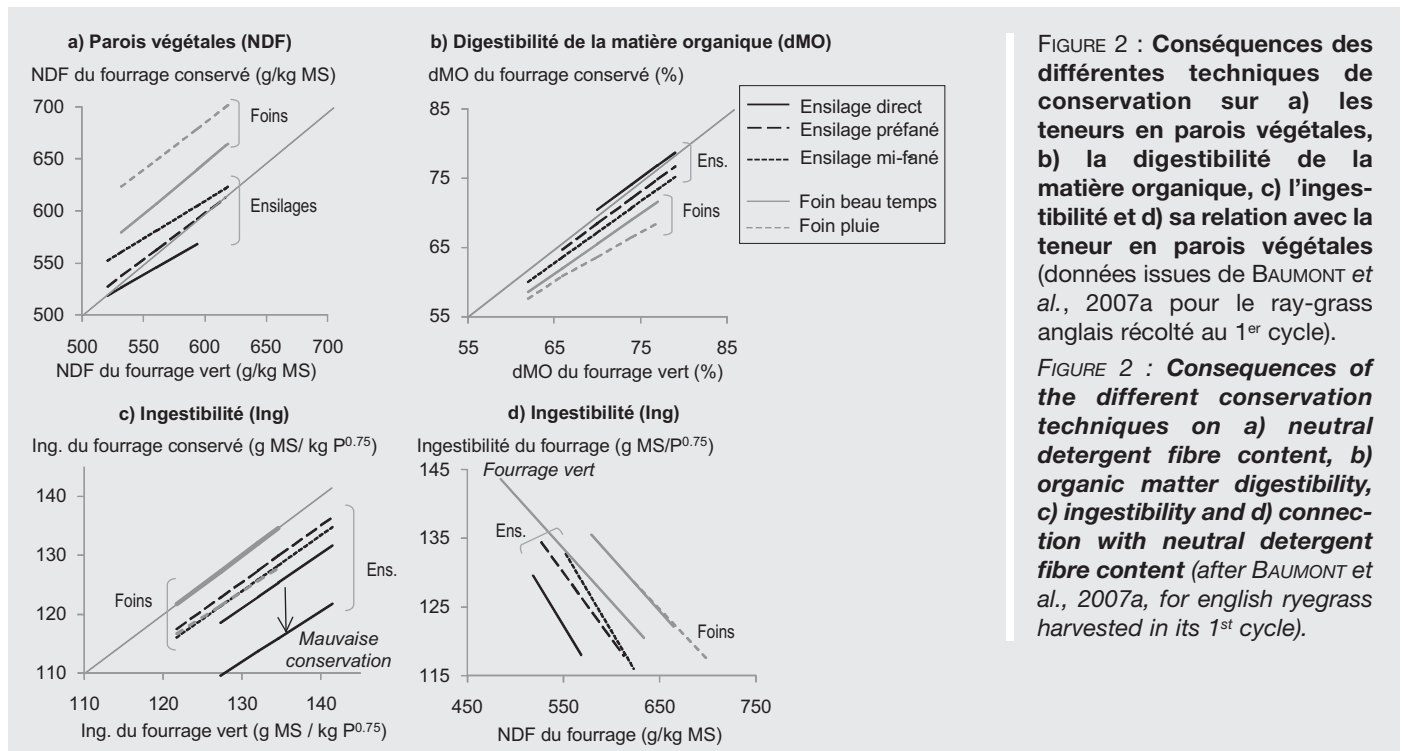 a) Parois végétales (NDF)
NDF du fourrage conservé (g/kg MS)
700
650
600
550
500
Foins
Ensilages
500 550 600 650 700
NDF du fourrage vert (g/kg MS)
b) Digestibilité de la matière organique (dMO)
dMO du fourrage conservé (%)
85
75
65
55
Ens.
Foins
55 65 75 85
dMO du fourrage vert (%)
Ensilage direct
Ensilage préfané
Ensilage mi-fané
Foin beau temps
Foin pluie
c) Ingestibilité (Ing)
Ing. du fourrage conservé (g MS/ kg P0.75)
140
130
120
110
Foins
Ens.
Mauvaise
conservation
110 120 130 140
Ing. du fourrage vert (g MS / kg P0.75)
d) Ingestibilité (Ing)
Ingestibilité du fourrage (g MS/P0.75)
145
135
125
115
Fourrage vert
Ens.
Foins
450 550 650 750
NDF du fourrage (g/kg MS)
FIGURE 2 : Conséquences des
différentes techniques de
conservation sur a) les
teneurs en parois végétales,
b) la digestibilité de la
matière organique, c) l'inges-
tibilité et d) sa relation avec la
teneur en parois végétales
(données issues de BAUMONT et
al., 2007a pour le ray-grass
anglais récolté au 1er cycle).
FIGURE 2 : Consequences of
the different conservation
techniques on a) neutral
detergent fibre content, b)
organic matter digestibility,
c) ingestibility and d) connec-
tion with neutral detergent
fibre content (after BAUMONT et
al., 2007a, for english ryegrass
harvested in its 1st cycle).